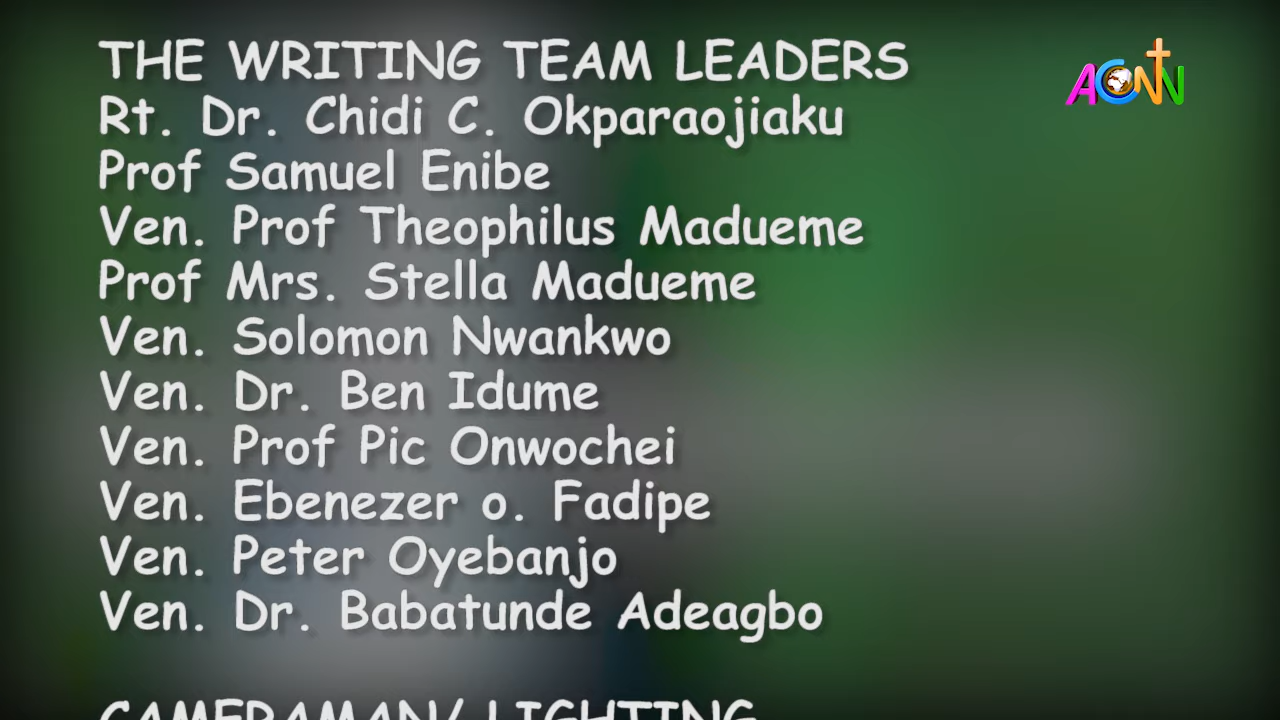 THE WRITING TEAM LEADERS
ACNN
Rt. Dr. Chidi C. Okparaojiaku
Prof Samuel Enibe
Ven. Prof Theophilus Madueme
Prof Mrs. Stella Madueme
Ven. Solomon Nwankwo
Ven. Dr. Ben Idume
Ven. Prof Pic Onwochei
Ven. Ebenezer o. Fadipe
Ven. Peter Oyebanjo
Ven. Dr. Babatunde Adeagbo
CAMERAMAN/ LIGHTING